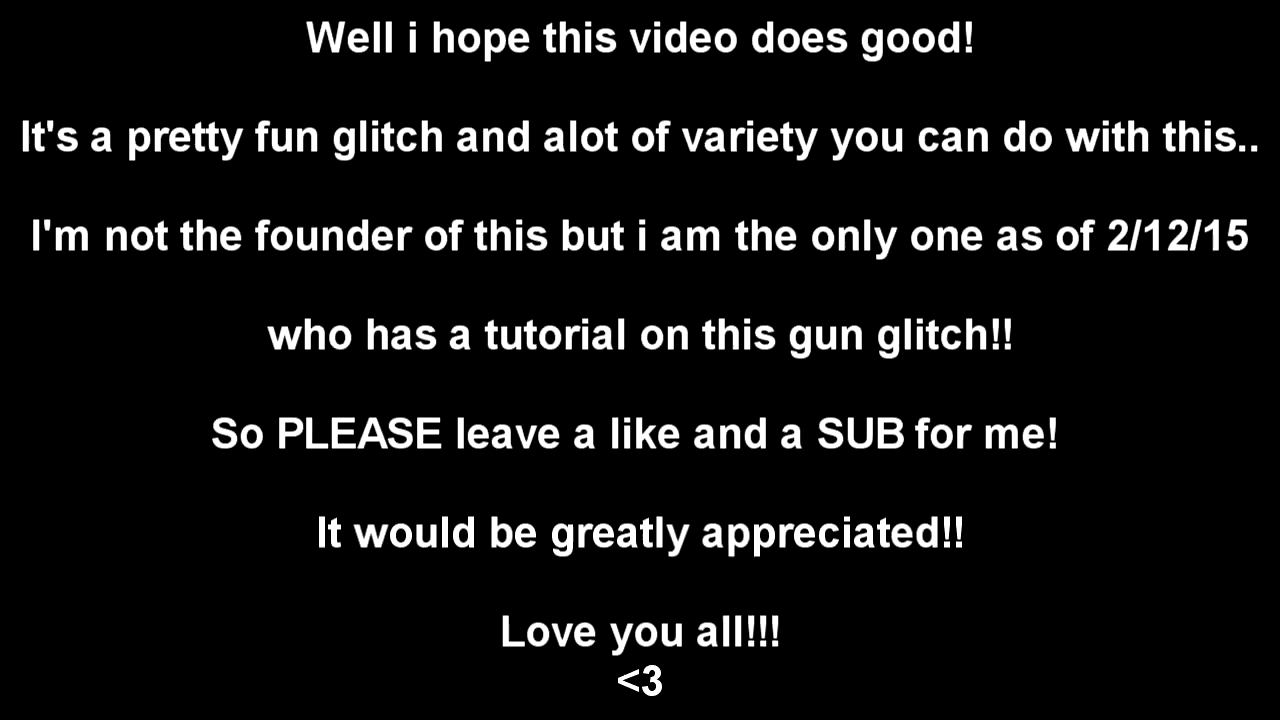 Well i hope this video does good!
It's a pretty fun glitch and alot of variety you can do with this..
I'm not the founder of this but i am the only one as of 2/12/15
who has a tutorial on this gun glitch!!
So PLEASE leave a like and a SUB for me!
It would be greatly appreciated!!
Love you all!!!
<3